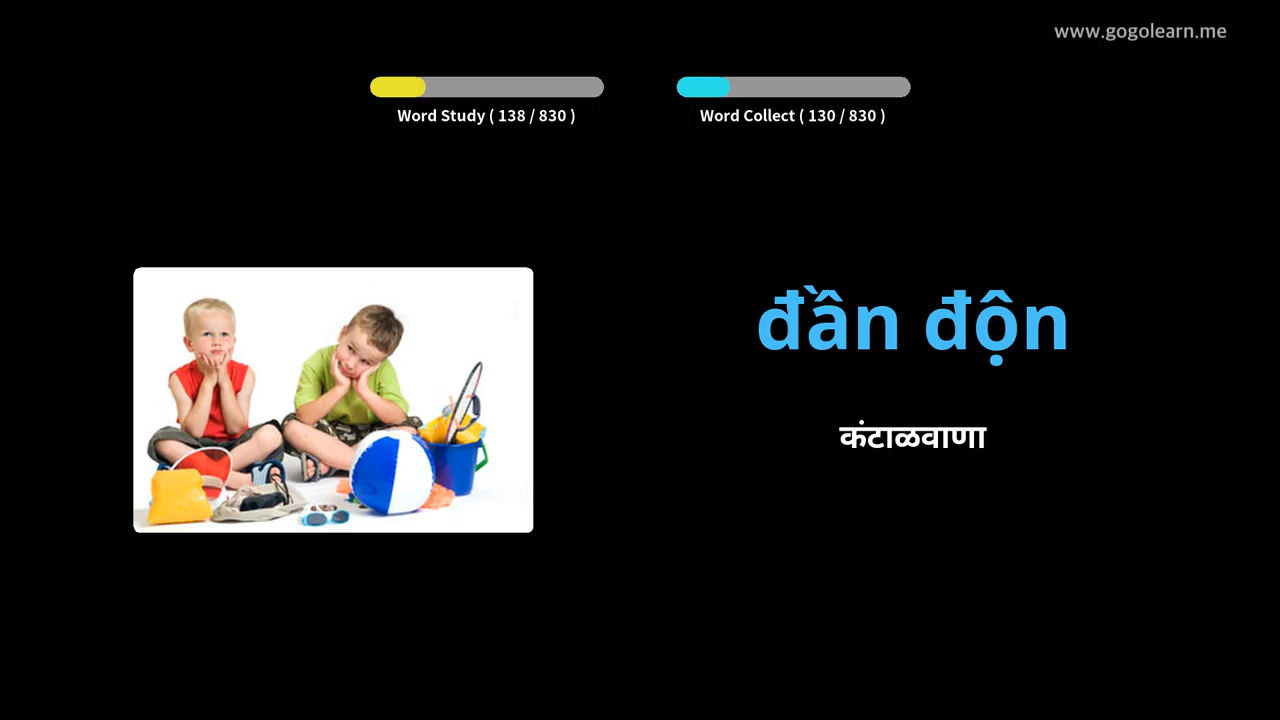 www.gogolearn.me
Word Study ( 138 / 830 )
Word Collect ( 130 / 830 )
đần độn
कंटाळवाणा